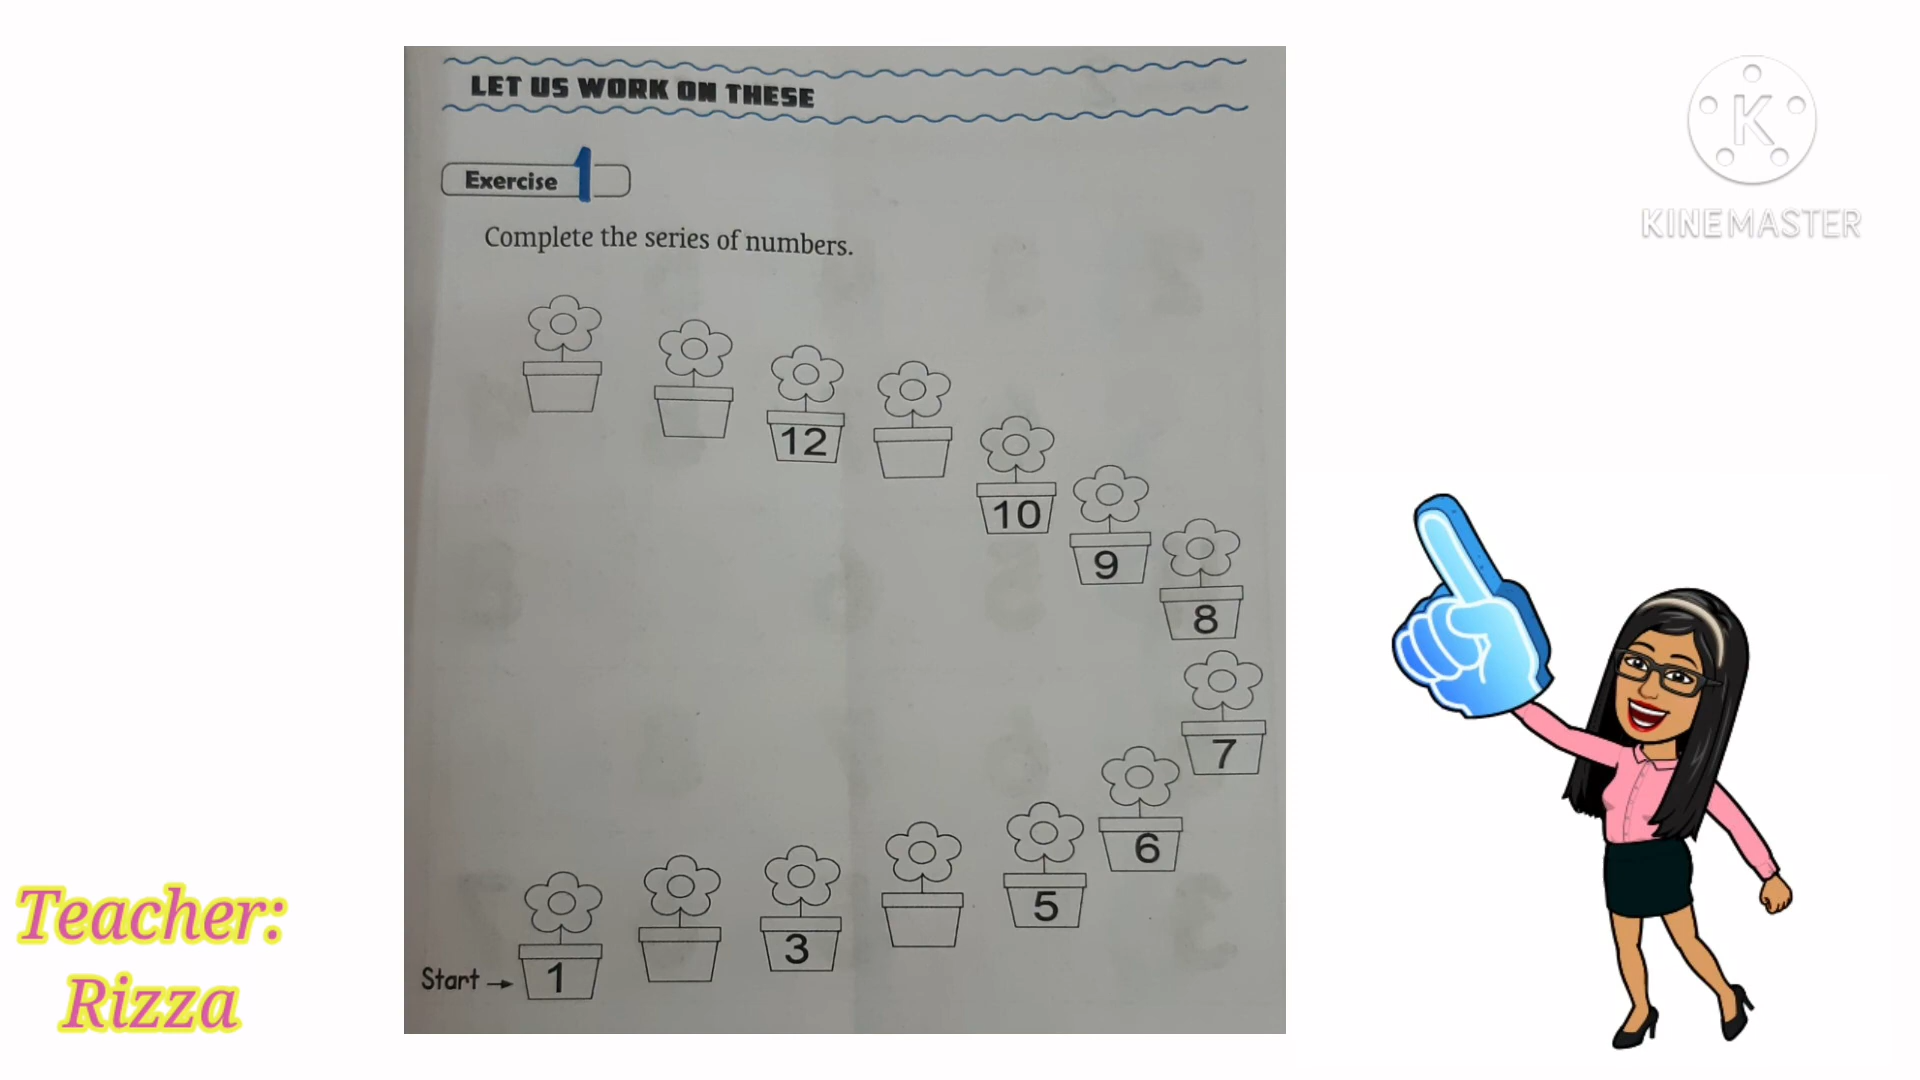 LET US WORK ON THESE
Exercise 1
Complete the series of numbers.
12
10
9
8
7
6
5
3
Start → 1
K
KINEMASTER
Teacher:
Rizza